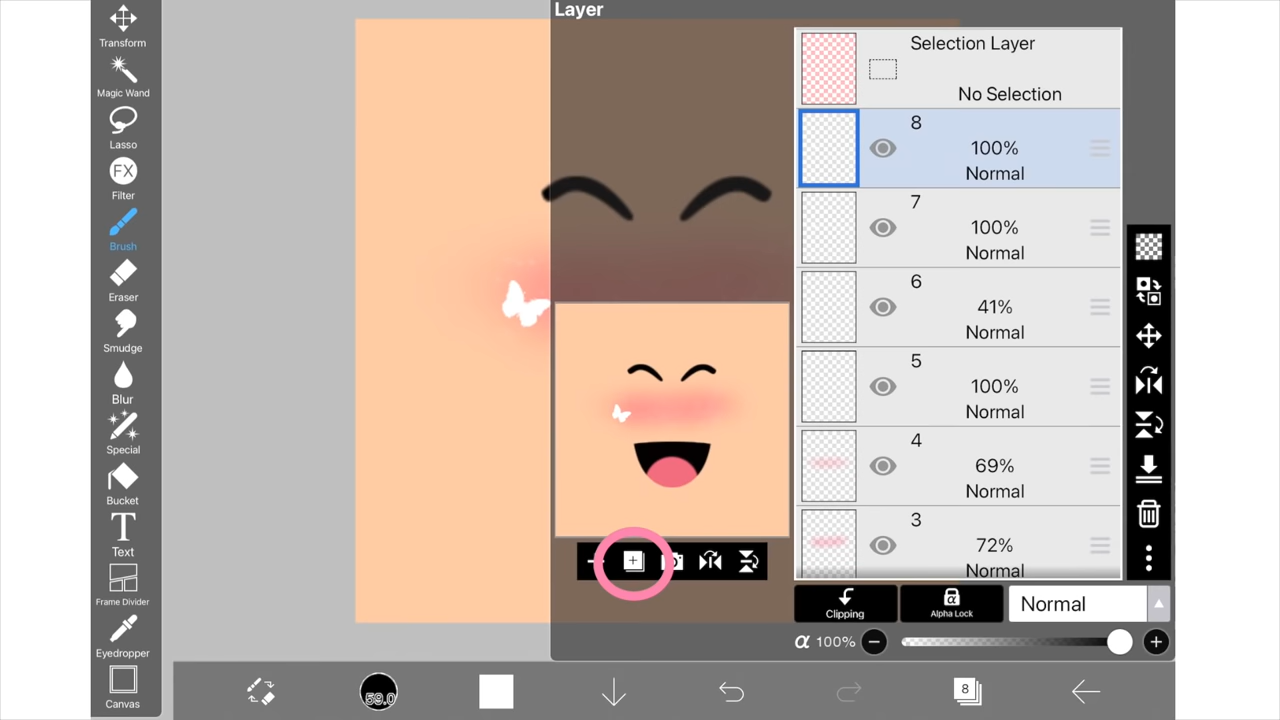 Layer
Transform
Magic Wand
Lasso
FX
Filter
Brush
Eraser
Smudge
Blur
Special
Bucket
T
Text
Frame Divider
Eyedropper
Canvas
Selection Layer
No Selection
8
100%
Normal
7
100%
Normal
6
41%
Normal
5
100%
Normal
4
69%
Normal
3
72%
Normal
Clipping
α
Alpha Lock
Normal
α 100%
59.0
8